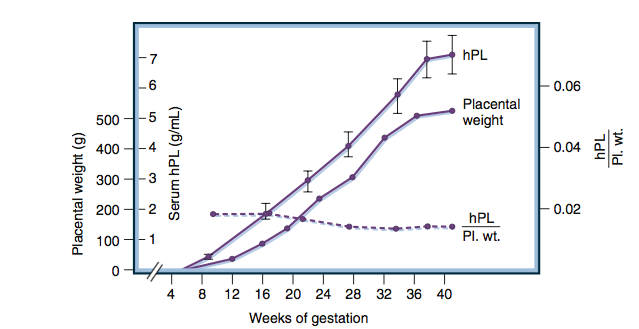 Placental weight (g)
500
400
300
200
100
0
Serum hPL (g/mL)
7
6
5
4
3
2
1
hPL
Placental
weight
hPL
Pl. wt.
0.06
0.04
0.02
hPL
Pl. wt.
4 8 12 16 20 24 28 32 36 40
Weeks of gestation